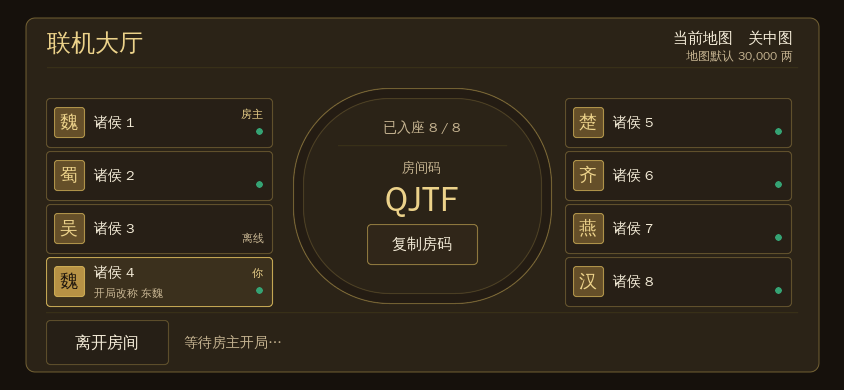 联机大厅
当前地图 关中图
地图默认 30,000 两
魏 诸侯 1 房主
蜀 诸侯 2
吴 诸侯 3 离线
魏 诸侯 4 你
开局改称 东魏
已入座 8 / 8
房间码
QJTF
复制房码
楚 诸侯 5
齐 诸侯 6
燕 诸侯 7
汉 诸侯 8
离开房间 等待房主开局…